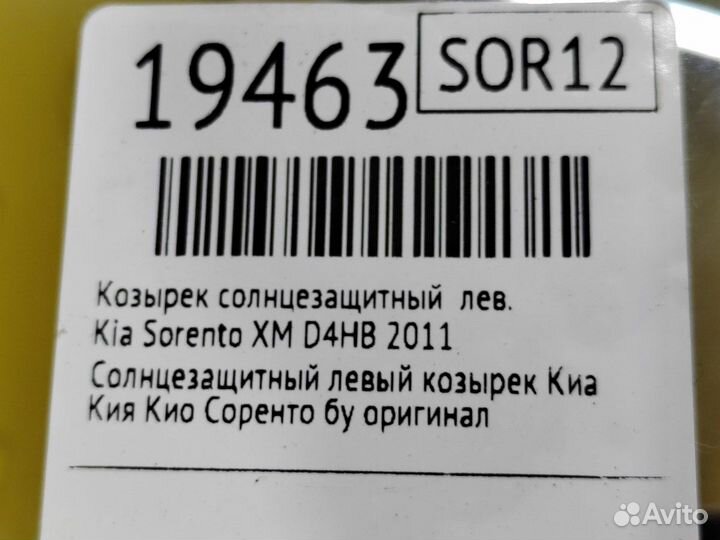 19463
SOR12
Козырек солнцезащитный лев.
Kia Sorento XM D4HB 2011
Солнцезащитный левый козырек Киа
Кия Кио Соренто бу оригинал
Avito